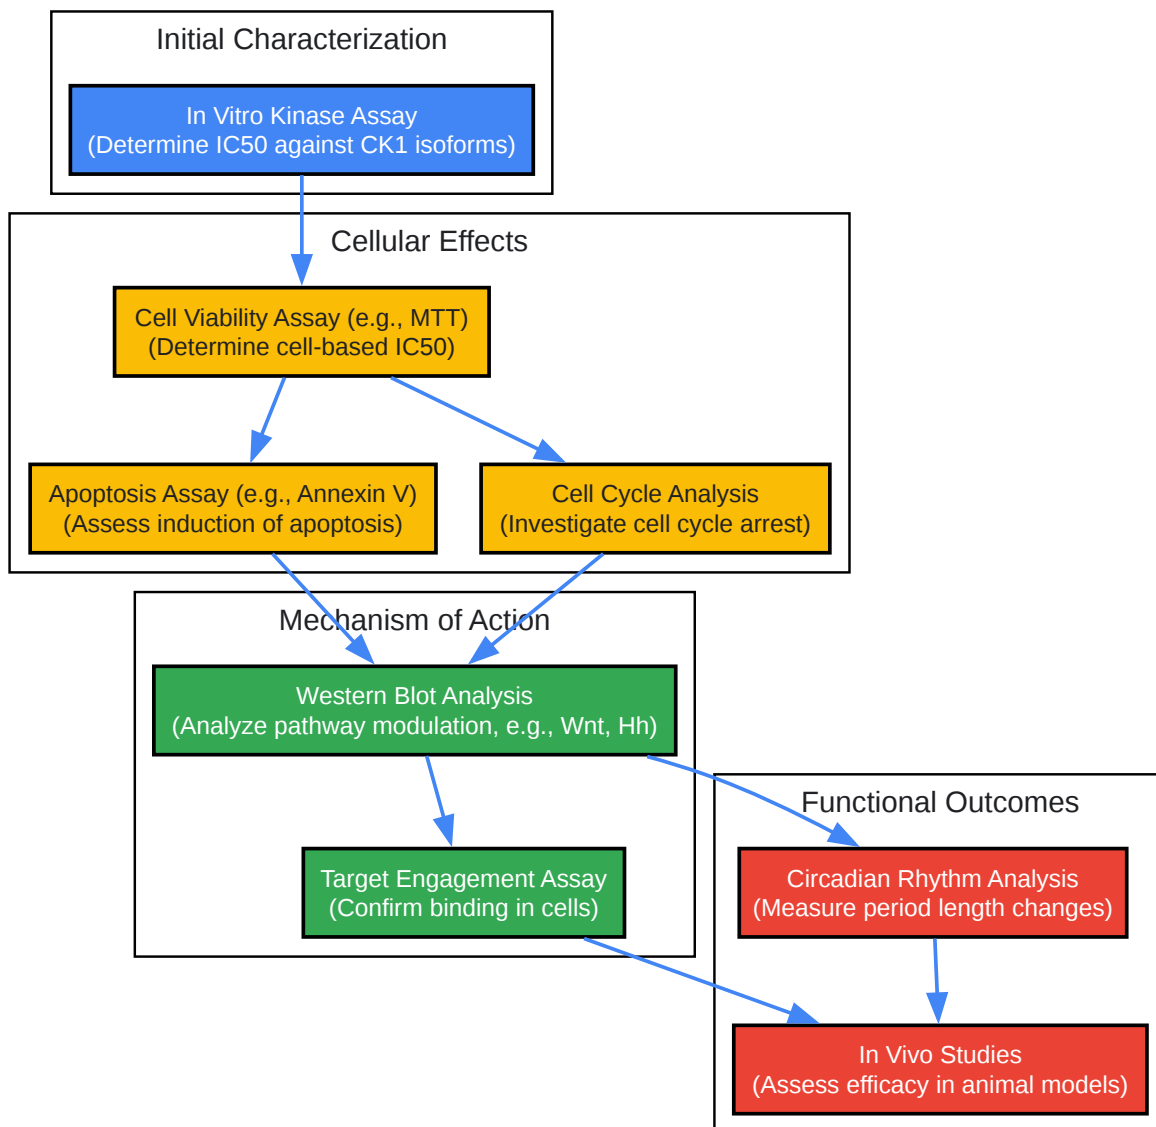 Initial Characterization
In Vitro Kinase Assay
(Determine IC50 against CK1 isoforms)
Cellular Effects
Cell Viability Assay (e.g., MTT)
(Determine cell-based IC50)
Apoptosis Assay (e.g., Annexin V)
(Assess induction of apoptosis)
Cell Cycle Analysis
(Investigate cell cycle arrest)
Mechanism of Action
Western Blot Analysis
(Analyze pathway modulation, e.g., Wnt, Hh)
Target Engagement Assay
(Confirm binding in cells)
Functional Outcomes
Circadian Rhythm Analysis
(Measure period length changes)
In Vivo Studies
(Assess efficacy in animal models)